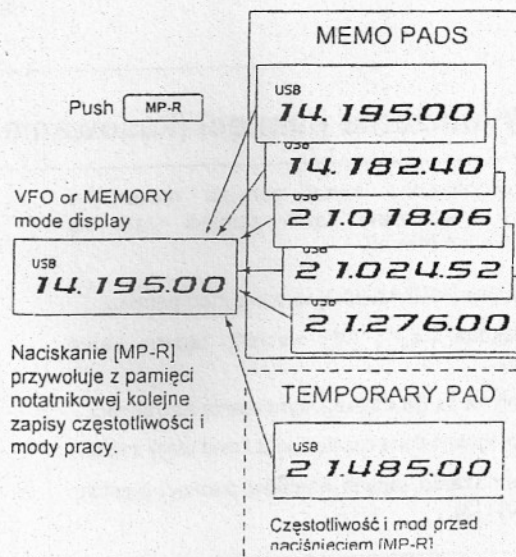 MEMO PADS
Push MP-R
USB
14.195.00
USB
14.182.40
USB
21.018.06
USB
21.024.52
USB
21.276.00
VFO or MEMORY
mode display
USB
14.195.00
Naciskanie [MP-R]
przywołuje z pamięci
notatnikowej kolejne
zapisy częstotliwości i
mody pracy.
TEMPORARY PAD
USB
21.485.00
Częstotliwość i mod przed
naciśnięciem [MP-R]